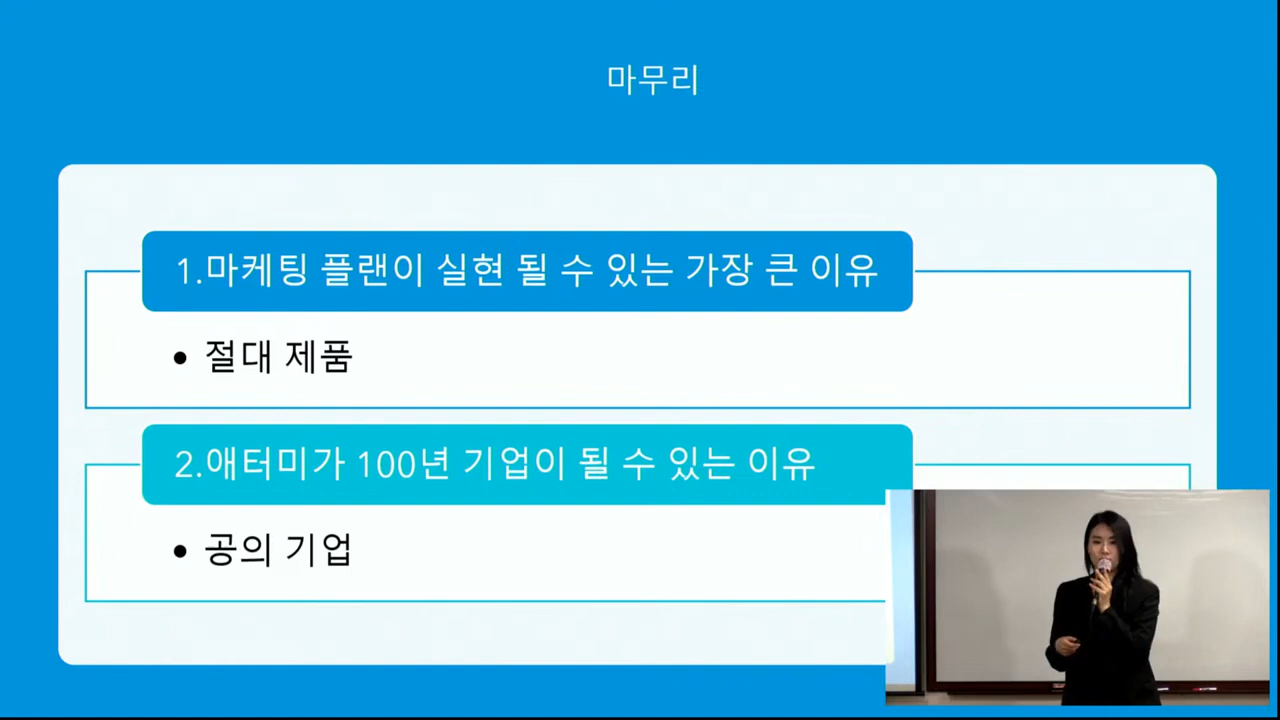 마무리
1.마케팅 플랜이 실현 될 수 있는 가장 큰 이유
• 절대 제품
2.애터미가 100년 기업이 될 수 있는 이유
• 공의 기업